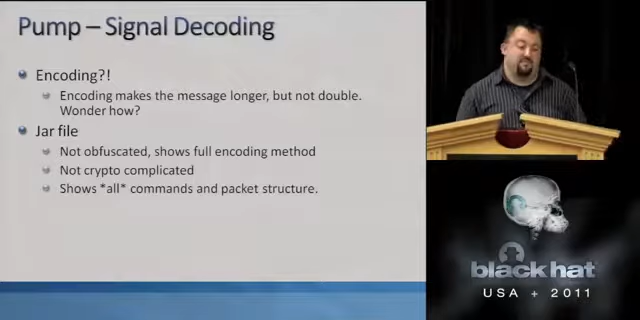 Pump – Signal Decoding
Encoding?!
Encoding makes the message longer, but not double.
Wonder how?
Jar file
Not obfuscated, shows full encoding method
Not crypto complicated
Shows *all* commands and packet structure.
black hat
USA + 2011